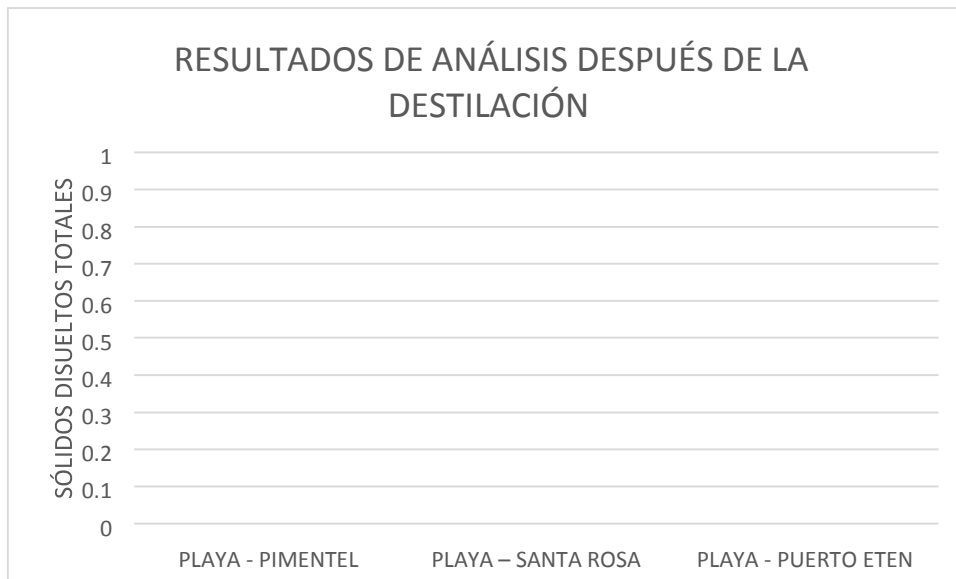 RESULTADOS DE ANÁLISIS DESPUÉS DE LA
DESTILACIÓN
SÓLIDOS DISUELTOS TOTALES
1
0.9
0.8
0.7
0.6
0.5
0.4
0.3
0.2
0.1
0
PLAYA - PIMENTEL
PLAYA – SANTA ROSA
PLAYA - PUERTO ETEN